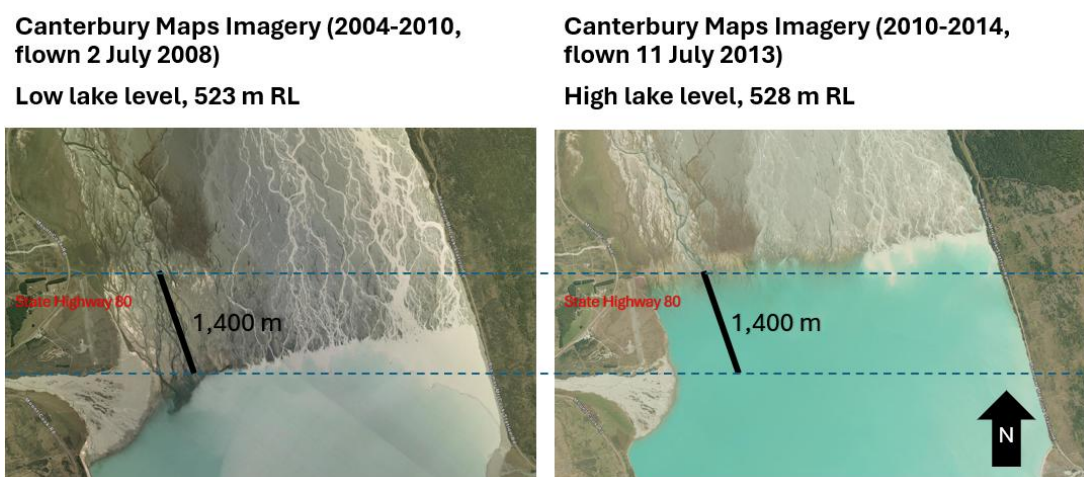 Canterbury Maps Imagery (2004-2010,
flown 2 July 2008)
Low lake level, 523 m RL
Canterbury Maps Imagery (2010-2014,
flown 11 July 2013)
High lake level, 528 m RL
State Highway 80
1,400 m
State Highway 80
1,400 m
N